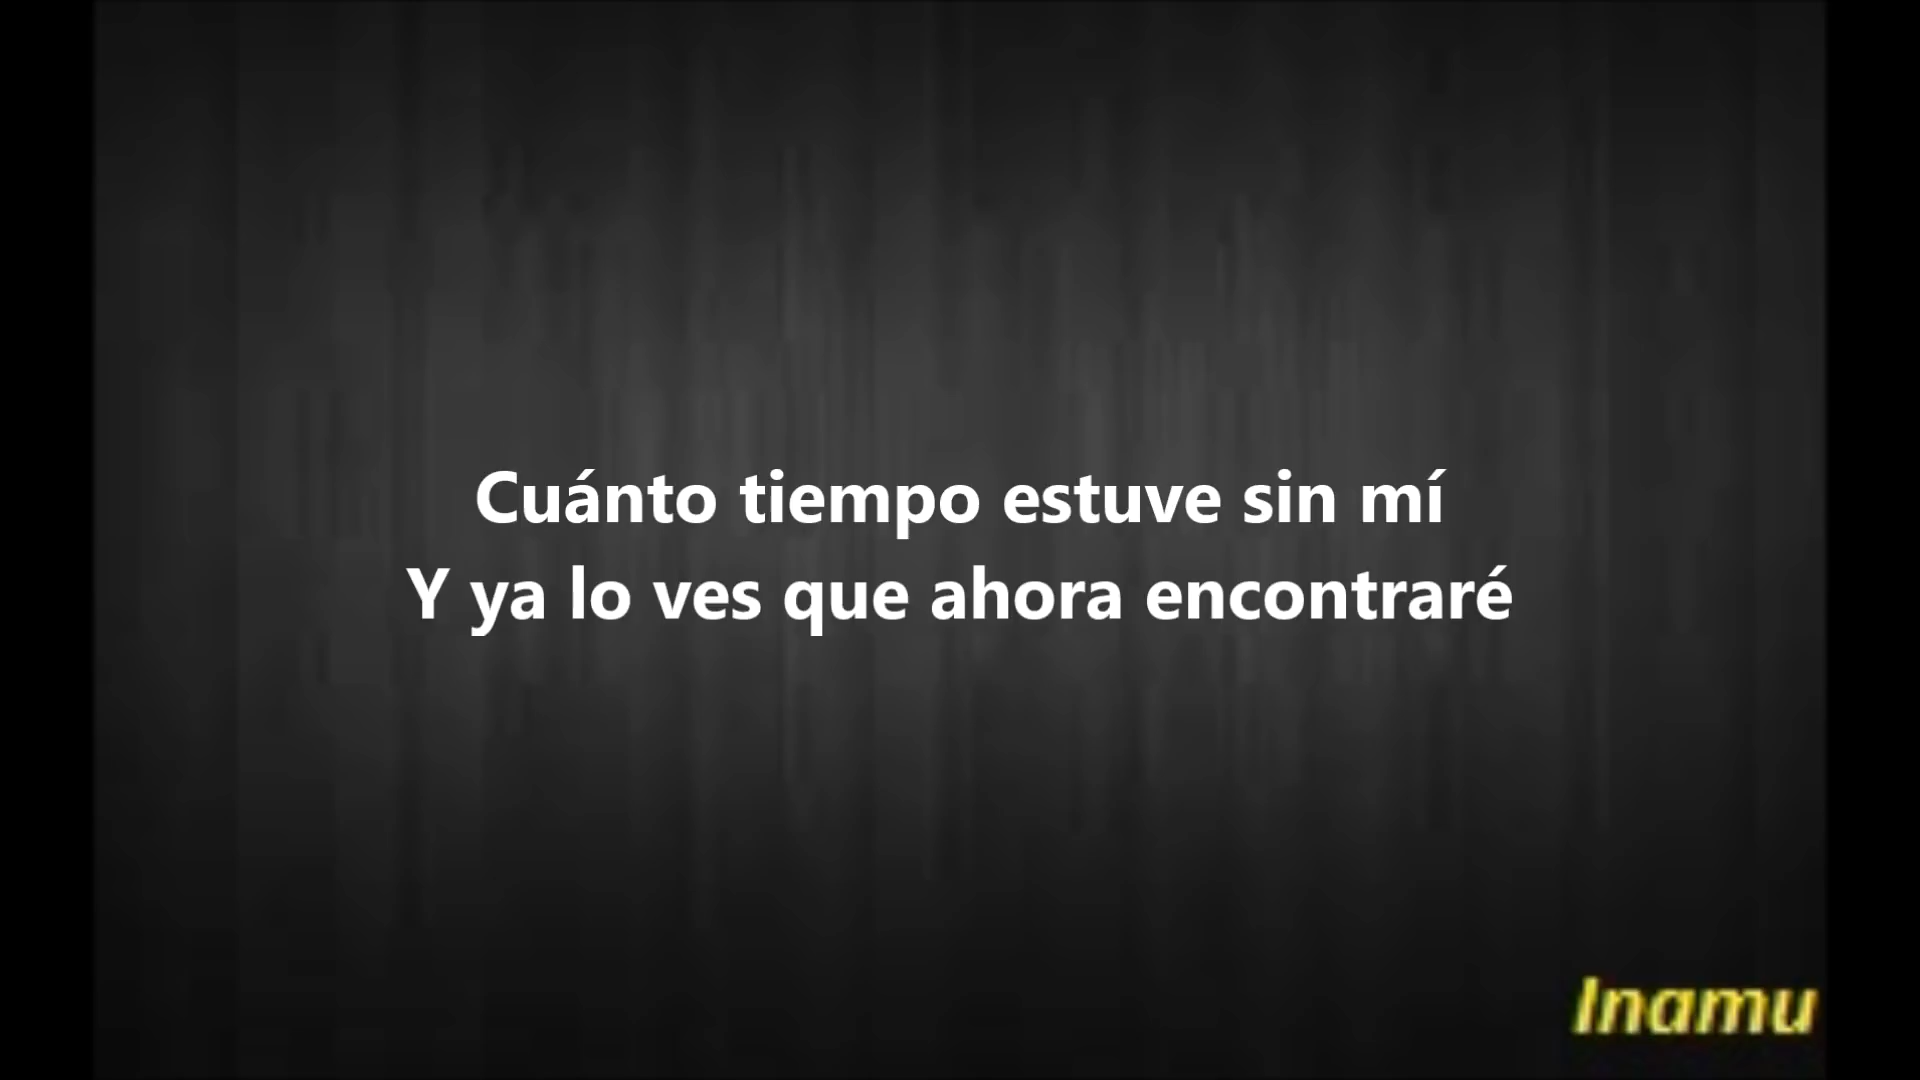 Cuánto tiempo estuve sin mí
Y ya lo ves que ahora encontraré
Inamu